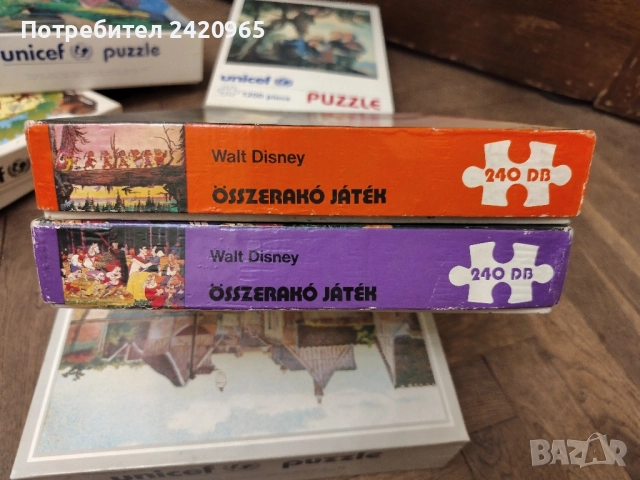 Потребител 2420965
unicef puzzle
unicef
PUZZLE
Walt Disney
ÖSSZERAKÓ JÁTÉK
240 DB
Walt Disney
ÖSSZERAKÓ JÁTÉK
240 DB
unicef puzzle
BAZAR